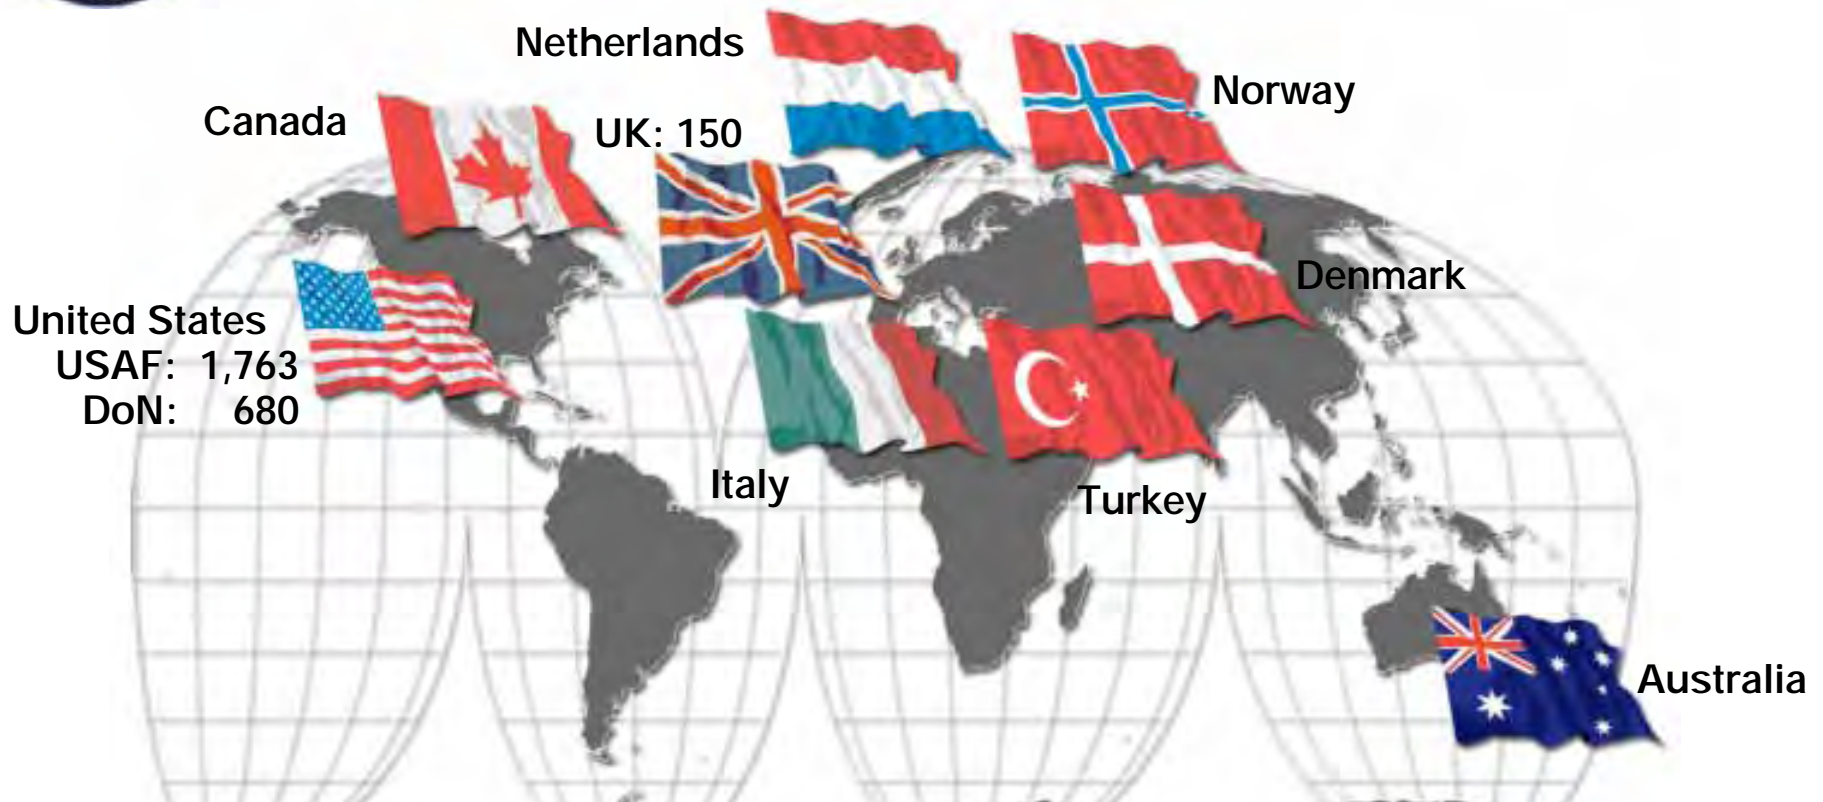 Netherlands
Norway
Canada
UK: 150
Denmark
United States
USAF: 1,763
DoN: 680
Italy
Turkey
Australia